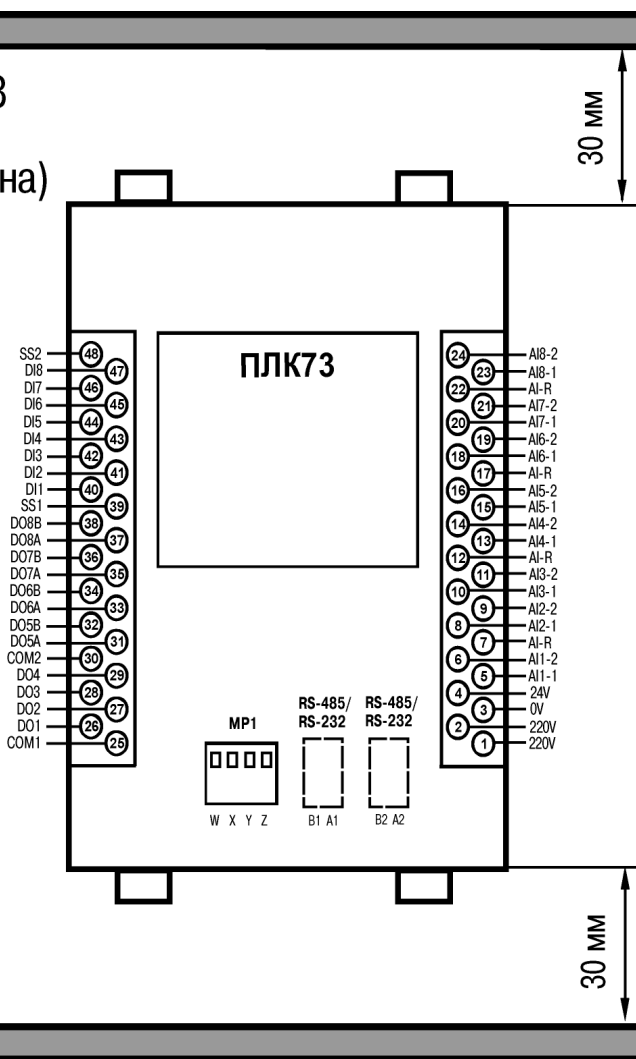 30 мм
3
на)
ПЛК73
SS2 48
DI8 47
DI7 46
DI6 45
DI5 44
DI4 43
DI3 42
DI2 41
DI1 40
SS1 39
DO8B 38
DO8A 37
DO7B 36
DO7A 35
DO6B 34
DO6A 33
DO5B 32
DO5A 31
COM2 30
DO4 29
DO3 28
DO2 27
DO1 26
COM1 25
24 AI8-2
23 AI8-1
22 AI-R
21 AI7-2
20 AI7-1
19 AI6-2
18 AI6-1
17 AI-R
16 AI5-2
15 AI5-1
14 AI4-2
13 AI4-1
12 AI-R
11 AI3-2
10 AI3-1
9 AI2-2
8 AI2-1
7 AI-R
6 AI1-2
5 AI1-1
4 24V
3 0V
2 220V
1 220V
MP1
W X Y Z
RS-485/
RS-232
B1 A1
RS-485/
RS-232
B2 A2
30 мм